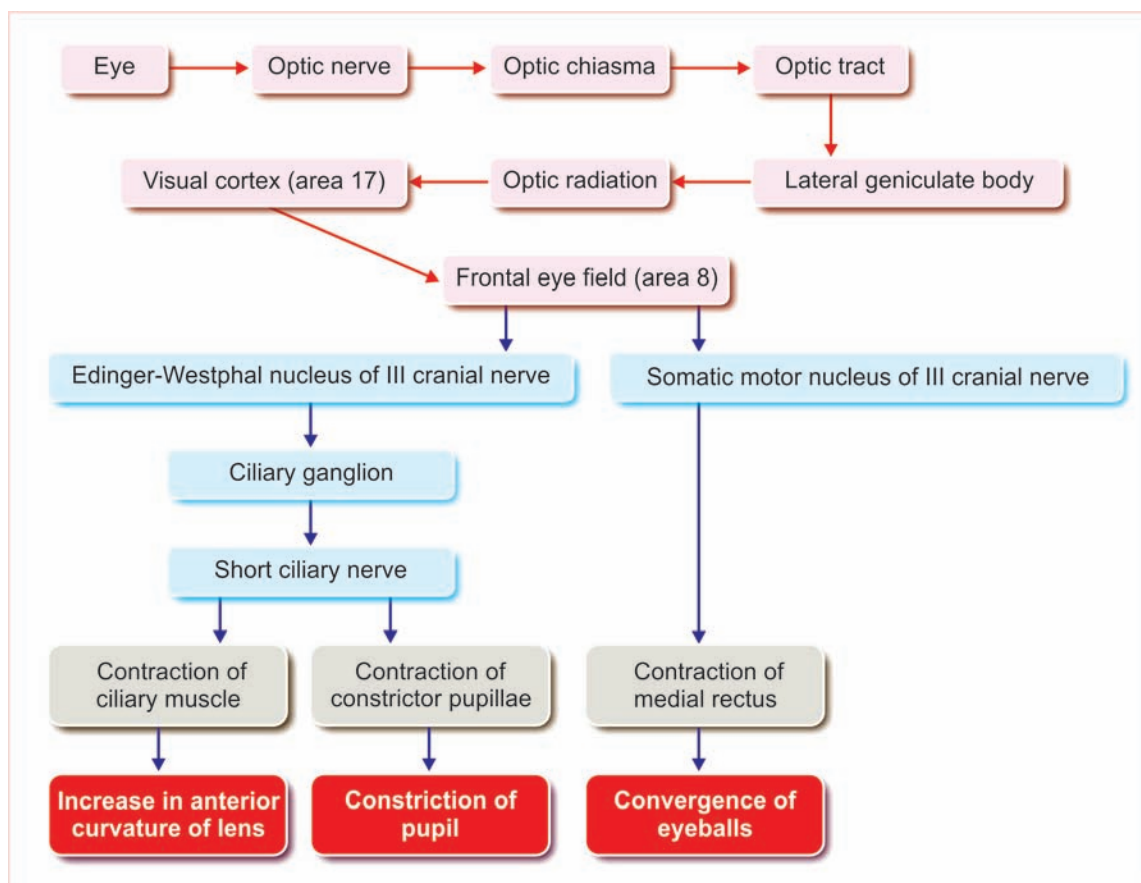 Eye
Optic nerve
Optic chiasma
Optic tract
Visual cortex (area 17)
Optic radiation
Lateral geniculate body
Frontal eye field (area 8)
Edinger-Westphal nucleus of III cranial nerve
Somatic motor nucleus of III cranial nerve
Ciliary ganglion
Short ciliary nerve
Contraction of
ciliary muscle
Contraction of
constrictor pupillae
Contraction of
medial rectus
Increase in anterior
curvature of lens
Constriction of
pupil
Convergence of
eyeballs